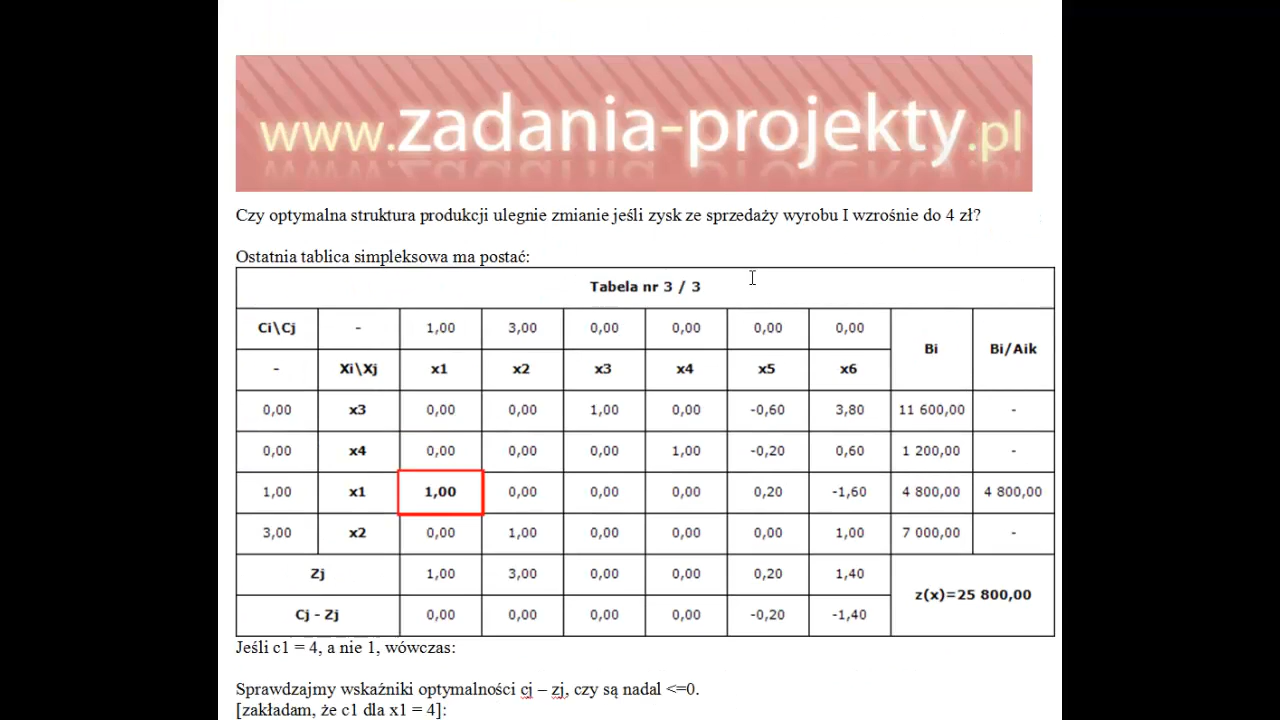 www.zadania-projekty.pl
Czy optymalna struktura produkcji ulegnie zmianie jeśli zysk ze sprzedaży wyrobu I wzrośnie do 4 zł?
Ostatnia tablica simpleksowa ma postać:
Tabela nr 3 / 3
Ci\Cj - 1,00 3,00 0,00 0,00 0,00 0,00 Bi Bi/Aik
- Xi\Xj x1 x2 x3 x4 x5 x6
0,00 x3 0,00 0,00 1,00 0,00 -0,60 3,80 11 600,00 -
0,00 x4 0,00 0,00 0,00 1,00 -0,20 0,60 1 200,00 -
1,00 x1 1,00 0,00 0,00 0,00 0,20 -1,60 4 800,00 4 800,00
3,00 x2 0,00 1,00 0,00 0,00 0,00 1,00 7 000,00 -
Zj 1,00 3,00 0,00 0,00 0,20 1,40 z(x)=25 800,00
Cj - Zj 0,00 0,00 0,00 0,00 -0,20 -1,40
Jeśli c1 = 4, a nie 1, wówczas:
Sprawdzajmy wskaźniki optymalności cj – zj, czy są nadal <=0.
[zakładam, że c1 dla x1 = 4]: